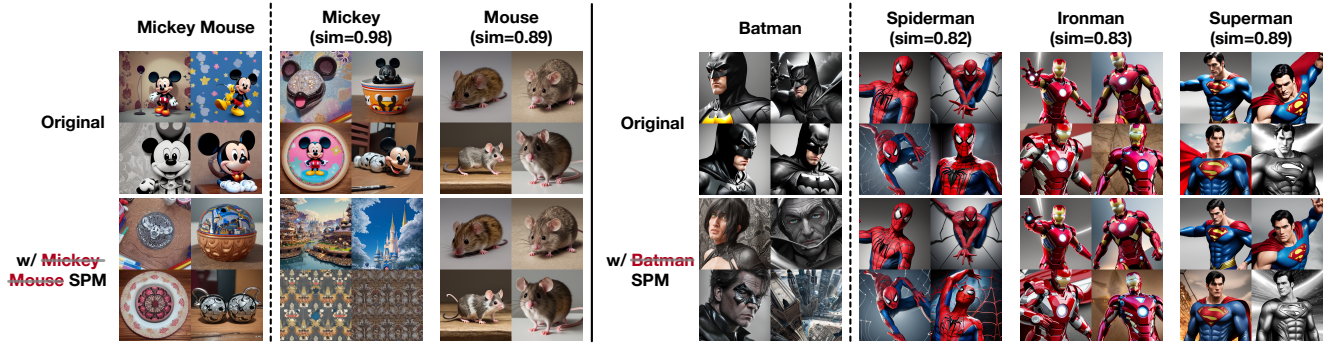 Mickey Mouse
Mickey
(sim=0.98)
Mouse
(sim=0.89)
Batman
Spiderman
(sim=0.82)
Ironman
(sim=0.83)
Superman
(sim=0.89)
Original
Original
w/ Mickey
Mouse SPM
w/ Batman
SPM